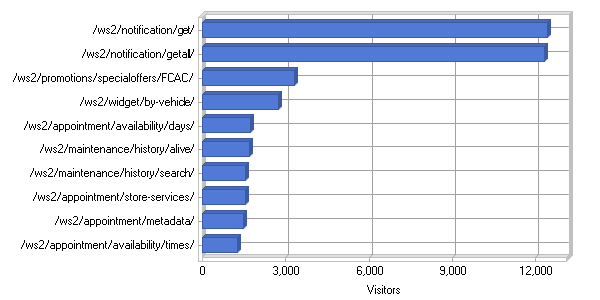 /ws2/notification/get/
/ws2/notification/getall/
/ws2/promotions/specialoffers/FCAC/
/ws2/widget/by-vehicle/
/ws2/appointment/availability/days/
/ws2/maintenance/history/alive/
/ws2/maintenance/history/search/
/ws2/appointment/store-services/
/ws2/appointment/metadata/
/ws2/appointment/availability/times/
0 3,000 6,000 9,000 12,000
Visitors